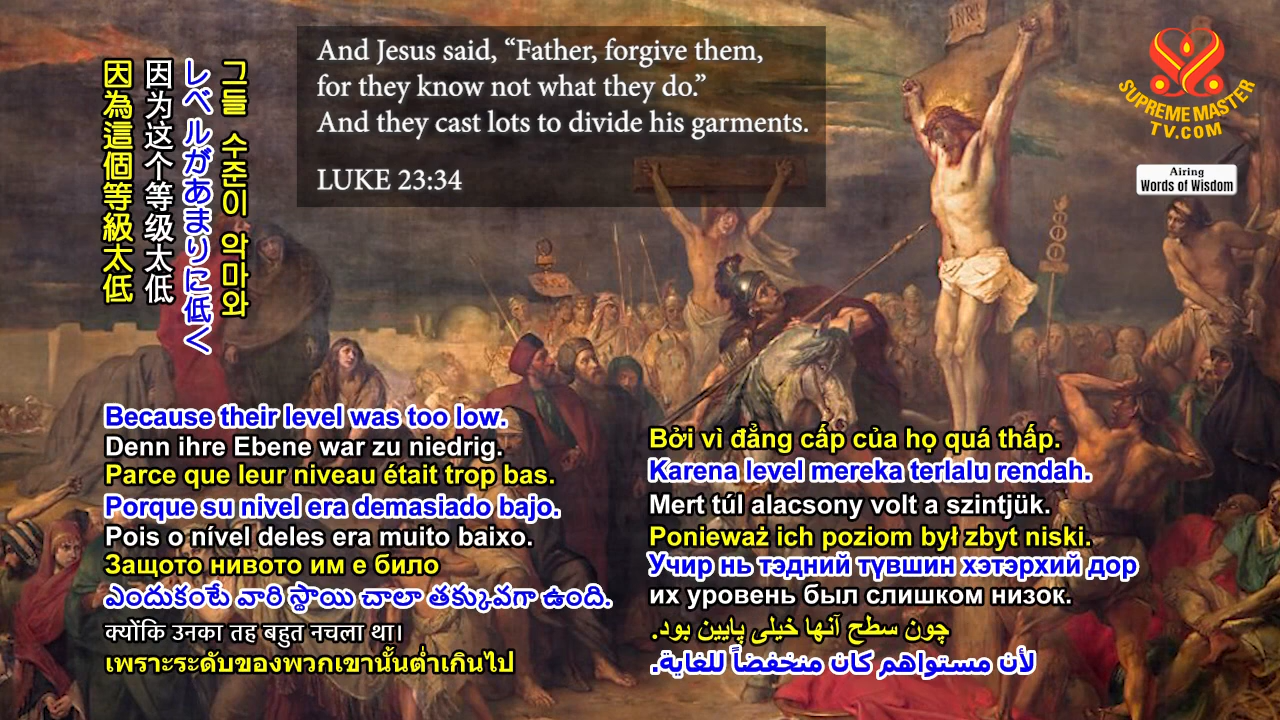 And Jesus said, “Father, forgive them,
for they know not what they do.”
And they cast lots to divide his garments.
LUKE 23:34
INRI
SUPREME MASTER
TV.COM
Airing
Words of Wisdom
因為這個等級太低
因为这个等级太低
レベルがあまりに低く
그들 수준이 악마와
Because their level was too low.
Denn ihre Ebene war zu niedrig.
Parce que leur niveau était trop bas.
Porque su nivel era demasiado bajo.
Pois o nível deles era muito baixo.
Защото нивото им е било
ఎందుకంటే వారి స్థాయి చాలా తక్కువగా ఉంది.
क्योंकि उनका तह बहुत नचला था।
เพราะระดับของพวกเขานั้นต่ำเกินไป
Bởi vì đẳng cấp của họ quá thấp.
Karena level mereka terlalu rendah.
Mert túl alacsony volt a szintjük.
Ponieważ ich poziom był zbyt niski.
Учир нь тэдний түвшин хэтэрхий дор
их уровень был слишком низок.
چون سطح آنها خیلی پایین بود.
لأن مستواهم كان منخفضاً للغاية.